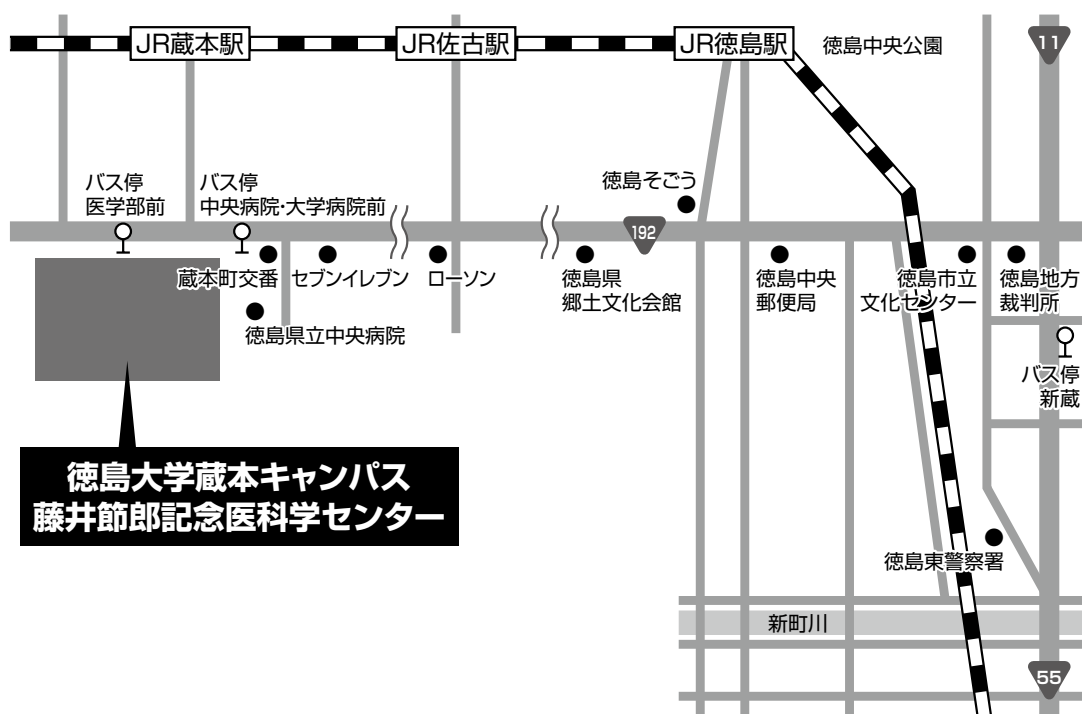 JR蔵本駅
JR佐古駅
JR徳島駅
徳島中央公園
11
バス停
医学部前
バス停
中央病院・大学病院前
徳島そごう
192
蔵本町交番
セブンイレブン
ローソン
徳島県
郷土文化会館
徳島中央
郵便局
徳島市立
文化センター
徳島地方
裁判所
徳島県立中央病院
バス停
新蔵
徳島大学蔵本キャンパス
藤井節郎記念医科学センター
徳島東警察署
新町川
55